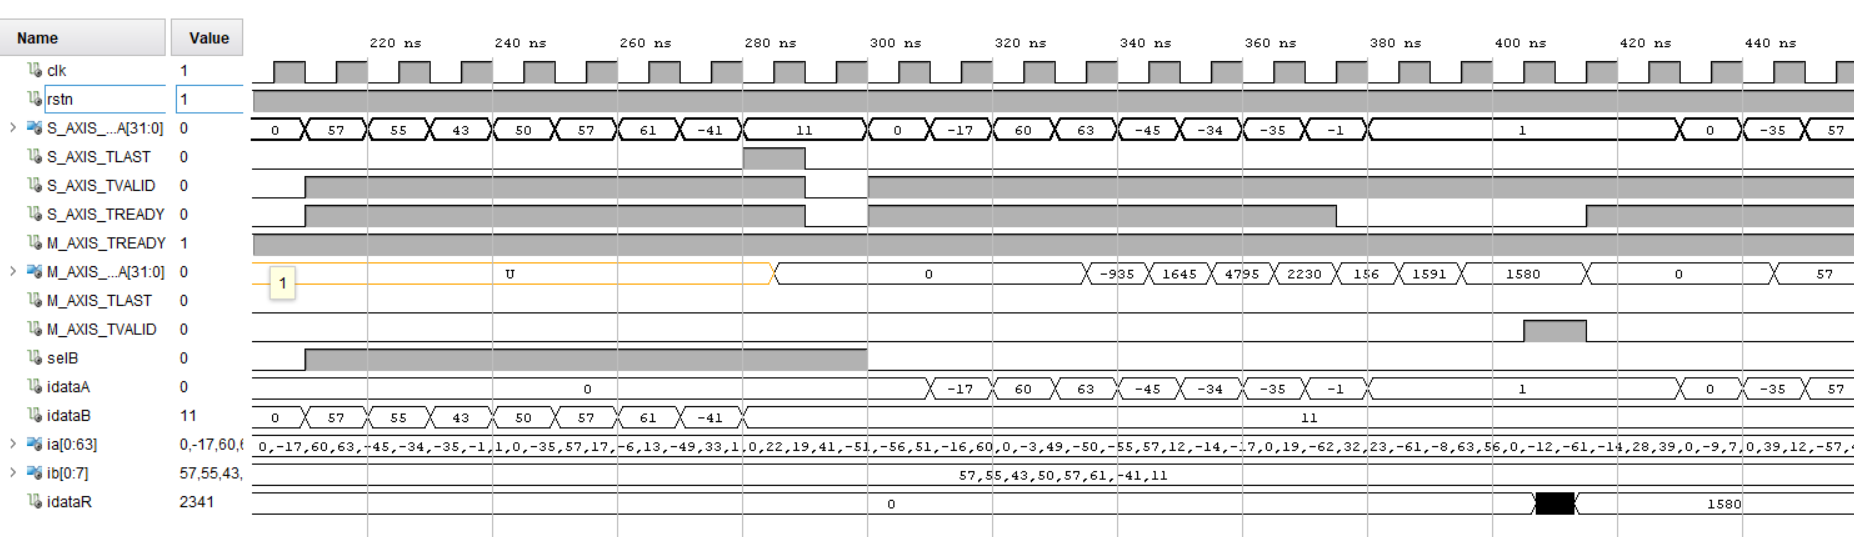 Name Value 220 ns 240 ns 260 ns 280 ns 300 ns 320 ns 340 ns 360 ns 380 ns 400 ns 420 ns 440 ns
clk 1
rstn 1
S_AXIS_...A[31:0] 0 0 57 55 43 50 57 61 -41 11 0 -17 60 63 -45 -34 -35 -1 1 0 -35 57
S_AXIS_TLAST 0
S_AXIS_TVALID 0
S_AXIS_TREADY 0
M_AXIS_TREADY 1
M_AXIS_...A[31:0] 0 U 0 -935 1645 4795 2230 156 1591 1580 0 57
1
M_AXIS_TLAST 0
M_AXIS_TVALID 0
selB 0
idataA 0 0 -17 60 63 -45 -34 -35 -1 1 0 -35 57
idataB 11 0 57 55 43 50 57 61 -41 11
ia[0:63] 0,-17,60,6 0,-17,60,63,-45,-34,-35,-1,1,0,-35,57,17,-6,13,-49,33,1,0,22,19,41,-51,-56,51,-16,60,0,-3,49,-50,-55,57,12,-14,-17,0,19,-62,32,23,-61,-8,63,56,0,-12,-61,-14,28,39,0,-9,7,0,39,12,-57,4
ib[0:7] 57,55,43, 57,55,43,50,57,61,-41,11
idataR 2341 0 1580